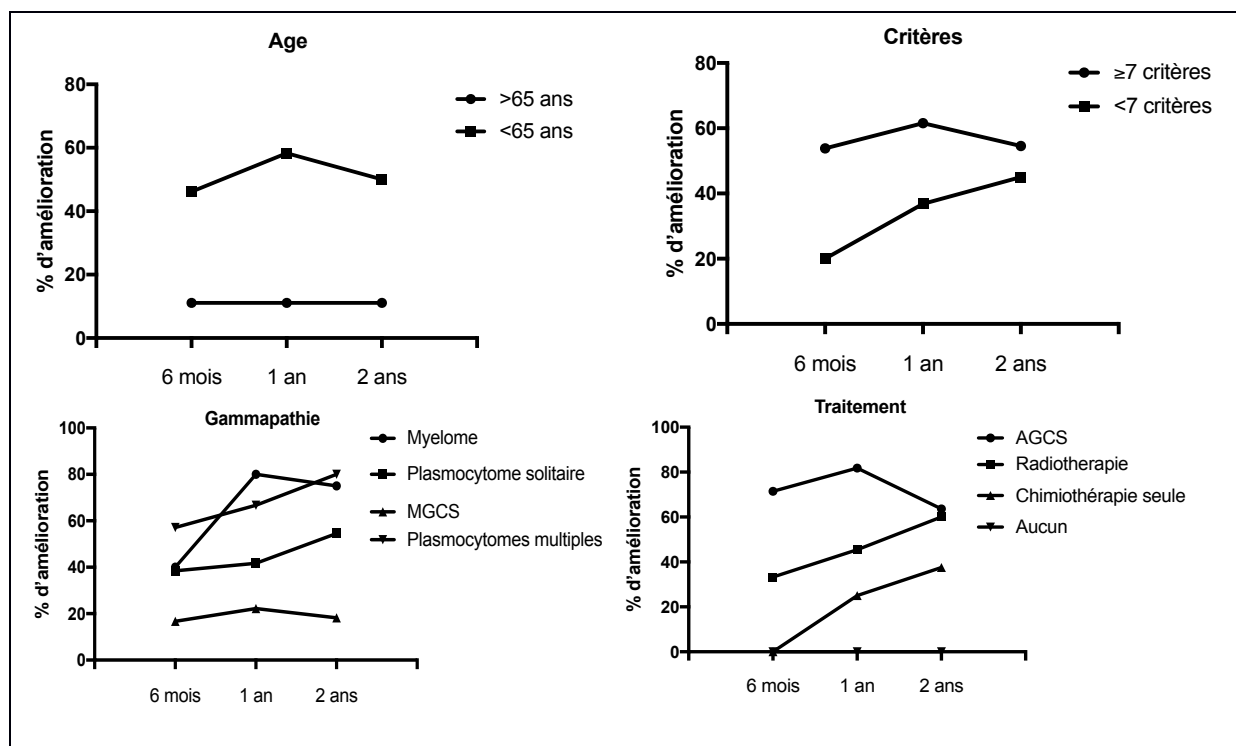 Age
% d'amélioration
80
60
40
20
0
6 mois 1 an 2 ans
>65 ans
<65 ans
Critères
% d'amélioration
80
60
40
20
0
6 mois 1 an 2 ans
≥7 critères
<7 critères
Gammapathie
% d'amélioration
100
80
60
40
20
0
6 mois 1 an 2 ans
Myelome
Plasmocytome solitaire
MGCS
Plasmocytomes multiples
Traitement
% d'amélioration
100
80
60
40
20
0
6 mois 1 an 2 ans
AGCS
Radiotherapie
Chimiothérapie seule
Aucun